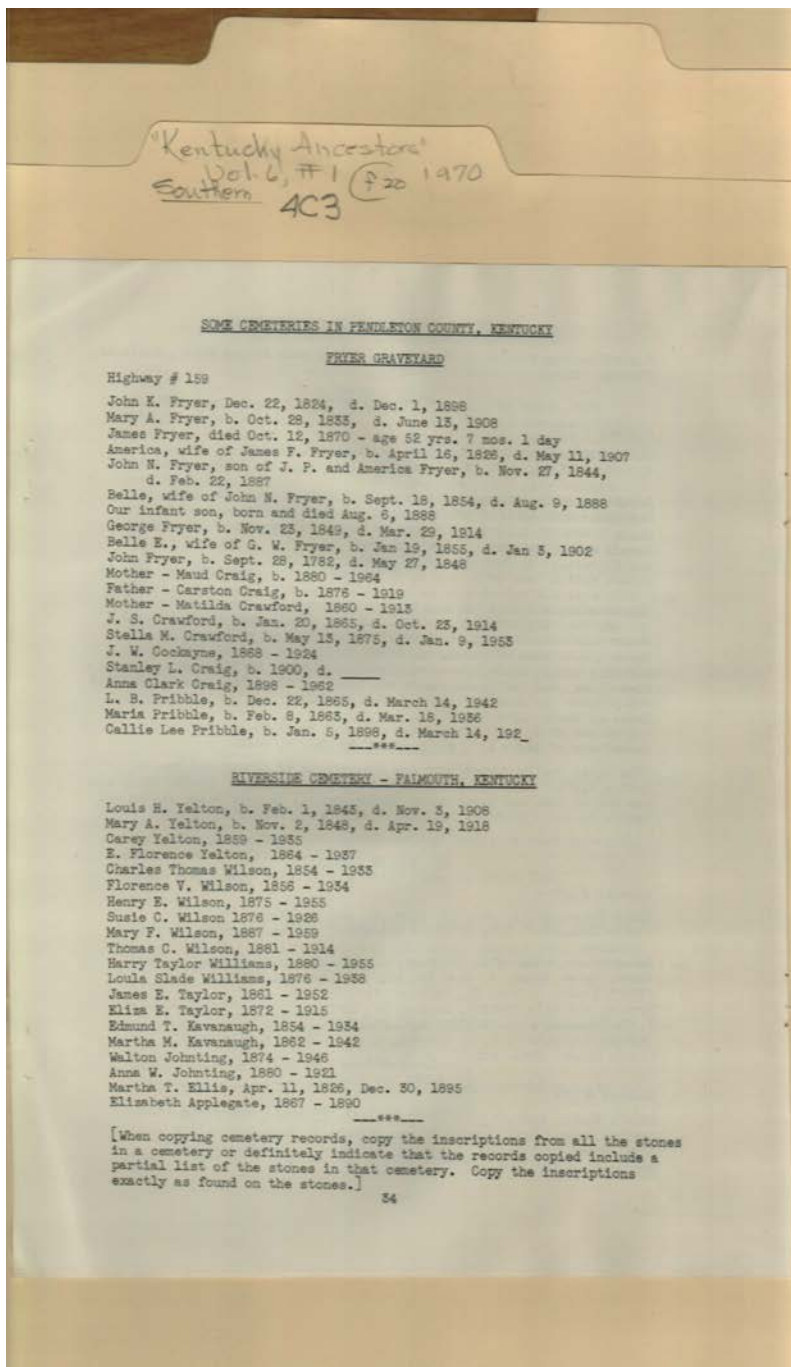 "Kentucky Ancestors"
Vol. 6, #1 (f 20) 1970
Southern
4C3
SOME CEMETERIES IN PENDLETON COUNTY, KENTUCKY
FRYER GRAVEYARD
Highway # 159
John K. Fryer, Dec. 22, 1824, d. Dec. 1, 1898
Mary A. Fryer, b. Oct. 28, 1833, d. June 13, 1908
James Fryer, died Oct. 12, 1870 - age 52 yrs. 7 mos. 1 day
America, wife of James F. Fryer, b. April 16, 1826, d. May 11, 1907
John N. Fryer, son of J. P. and America Fryer, b. Nov. 27, 1844,
d. Feb. 22, 1887
Belle, wife of John N. Fryer, b. Sept. 18, 1854, d. Aug. 9, 1888
Our infant son, born and died Aug. 6, 1888
George Fryer, b. Nov. 23, 1849, d. Mar. 29, 1914
Belle E., wife of G. W. Fryer, b. Jan 19, 1855, d. Jan 3, 1902
John Fryer, b. Sept. 28, 1782, d. May 27, 1848
Mother - Maud Craig, b. 1880 - 1964
Father - Carston Craig, b. 1876 - 1919
Mother - Matilda Crawford, 1860 - 1913
J. S. Crawford, b. Jan. 20, 1865, d. Oct. 23, 1914
Stella M. Crawford, b. May 13, 1875, d. Jan. 9, 1953
J. W. Cockayne, 1868 - 1924
Stanley L. Craig, b. 1900, d. ____
Anna Clark Craig, 1898 - 1962
L. B. Pribble, b. Dec. 22, 1865, d. March 14, 1942
Maria Pribble, b. Feb. 8, 1863, d. Mar. 18, 1936
Callie Lee Pribble, b. Jan. 5, 1898, d. March 14, 192_
---***---
RIVERSIDE CEMETERY - FALMOUTH, KENTUCKY
Louis H. Yelton, b. Feb. 1, 1843, d. Nov. 3, 1908
Mary A. Yelton, b. Nov. 2, 1848, d. Apr. 19, 1918
Carey Yelton, 1859 - 1935
E. Florence Yelton, 1864 - 1937
Charles Thomas Wilson, 1854 - 1933
Florence V. Wilson, 1856 - 1934
Henry E. Wilson, 1875 - 1955
Susie C. Wilson 1876 - 1926
Mary F. Wilson, 1887 - 1959
Thomas C. Wilson, 1881 - 1914
Harry Taylor Williams, 1880 - 1955
Loula Slade Williams, 1876 - 1938
James E. Taylor, 1861 - 1952
Eliza E. Taylor, 1872 - 1915
Edmund T. Kavanaugh, 1854 - 1934
Martha M. Kavanaugh, 1862 - 1942
Walton Johnting, 1874 - 1946
Anna W. Johnting, 1880 - 1921
Martha T. Ellis, Apr. 11, 1826, Dec. 30, 1895
Elizabeth Applegate, 1867 - 1890
---***---
[When copying cemetery records, copy the inscriptions from all the stones
in a cemetery or definitely indicate that the records copied include a
partial list of the stones in that cemetery. Copy the inscriptions
exactly as found on the stones.]
34